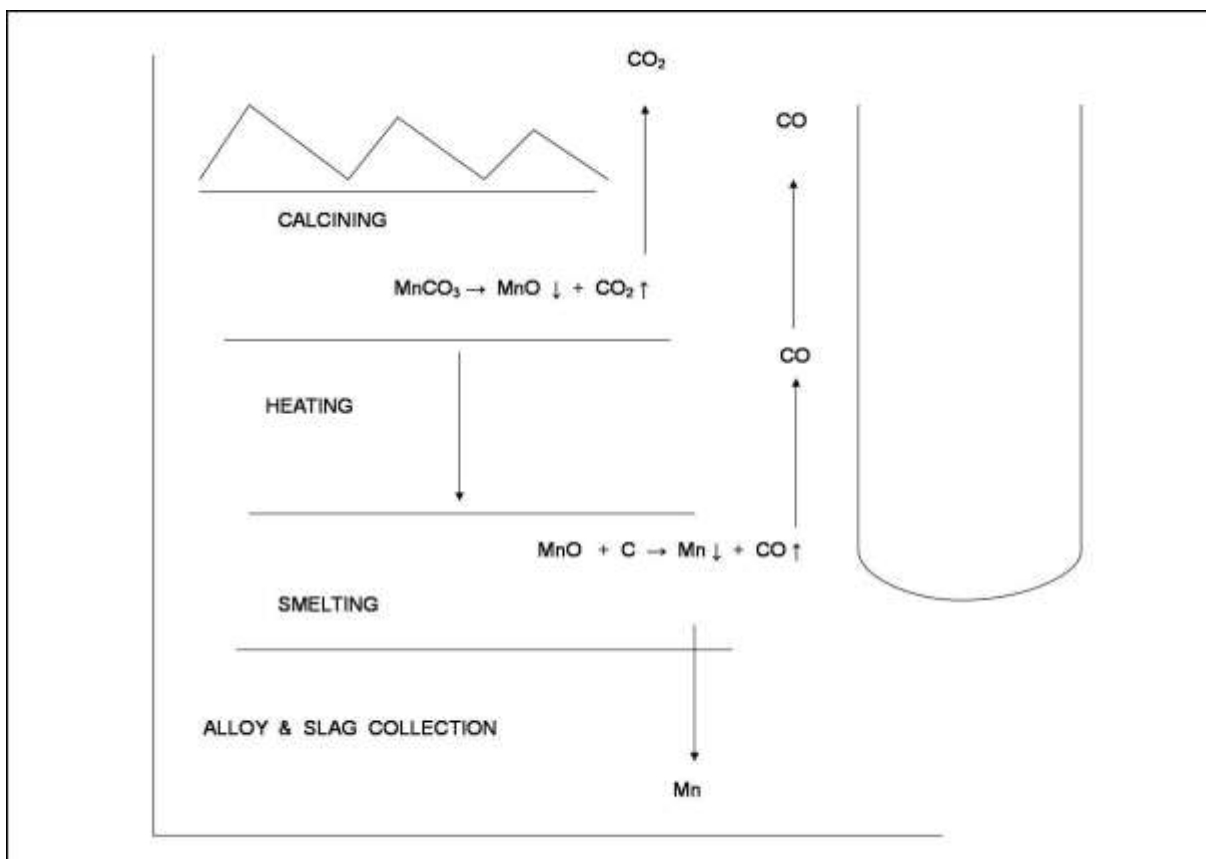 CO₂
CO
CALCINING
MnCO₃ → MnO ↓ + CO₂ ↑
CO
HEATING
MnO + C → Mn ↓ + CO ↑
SMELTING
ALLOY & SLAG COLLECTION
Mn